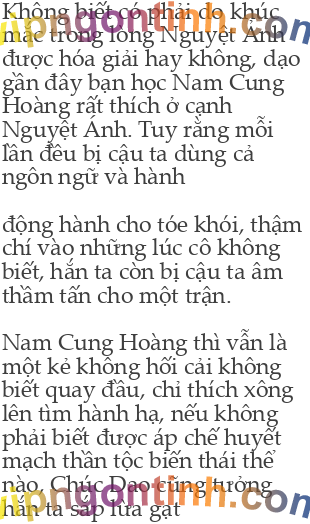 Không biết có phải do khúc
mắc trong lòng Nguyệt Ánh
được hóa giải hay không, dạo
gần đây bạn học Nam Cung
Hoàng rất thích ở cạnh
Nguyệt Ánh. Tuy rằng mỗi
lần đều bị cậu ta dùng cả
ngôn ngữ và hành
động hành cho tóe khói, thậm
chí vào những lúc cô không
biết, hắn ta còn bị cậu ta âm
thầm tấn cho một trận.
Nam Cung Hoàng thì vẫn là
một kẻ không hối cải không
biết quay đầu, chỉ thích xông
lên tìm hành hạ, nếu không
phải biết được áp chế huyết
mạch thần tộc biến thái thế
nào, Chúc Dao cũng tưởng
hắn ta sắp lừa gạt